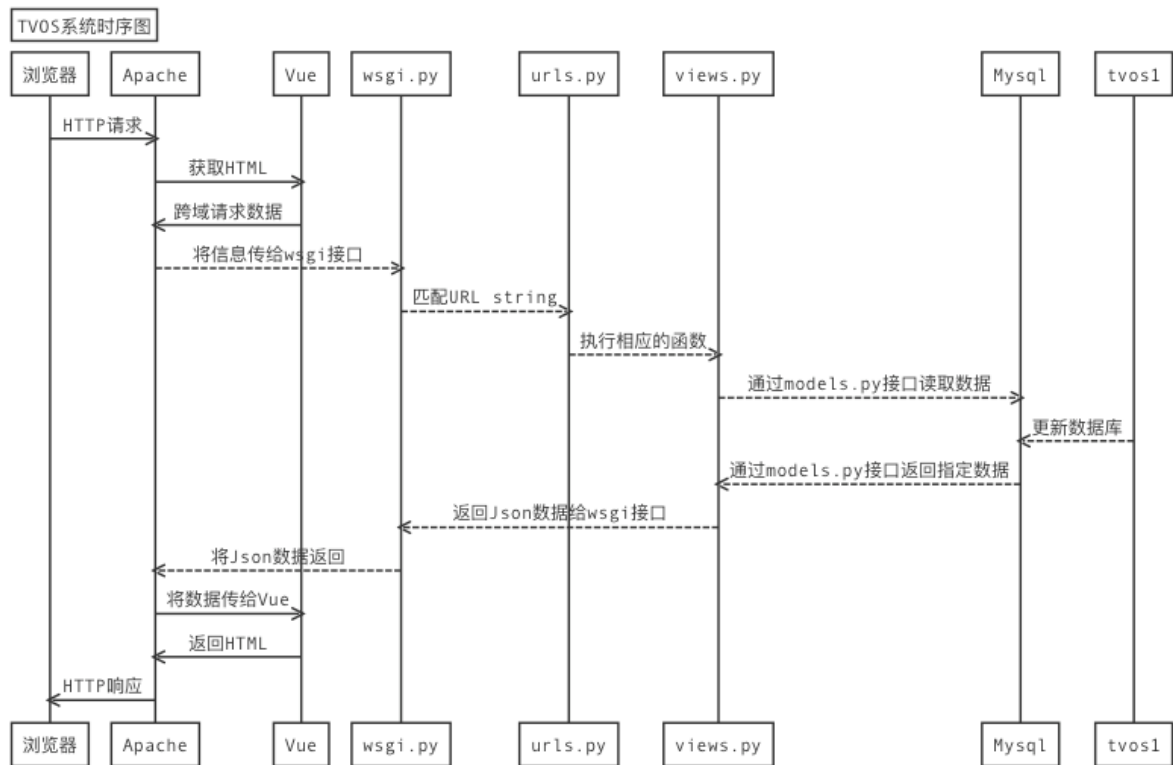 TVOS系统时序图
浏览器 Apache Vue wsgi.py urls.py views.py Mysql tvos1
HTTP请求
获取HTML
跨域请求数据
将信息传给wsgi接口
匹配URL string
执行相应的函数
通过models.py接口读取数据
更新数据库
通过models.py接口返回指定数据
返回Json数据给wsgi接口
将Json数据返回
将数据传给Vue
返回HTML
HTTP响应
浏览器 Apache Vue wsgi.py urls.py views.py Mysql tvos1